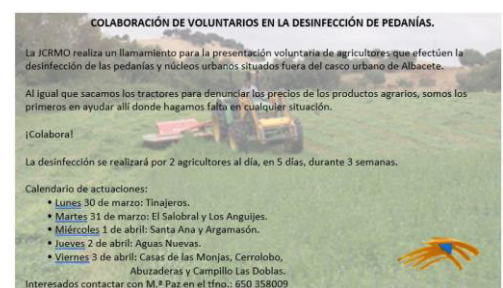 COLABORACIÓN DE VOLUNTARIOS EN LA DESINFECCIÓN DE PEDANÍAS.
La JCRMO realiza un llamamiento para la presentación voluntaria de agricultores que efectúen la
desinfección de las pedanías y núcleos urbanos situados fuera del casco urbano de Albacete.
Al igual que sacamos los tractores para denunciar los precios de los productos agrarios, somos los
primeros en ayudar allí donde hagamos falta en cualquier situación.
¡Colabora!
La desinfección se realizará por 2 agricultores al día, en 5 días, durante 3 semanas.
Calendario de actuaciones:
• Lunes 30 de marzo: Tinajeros.
• Martes 31 de marzo: El Salobral y Los Anguijes.
• Miércoles 1 de abril: Santa Ana y Argamasón.
• Jueves 2 de abril: Aguas Nuevas.
• Viernes 3 de abril: Casas de las Monjas, Cerrolobo,
Abuzaderas y Campillo Las Doblas.
Interesados contactar con M.ª Paz en el tfno.: 650 358009